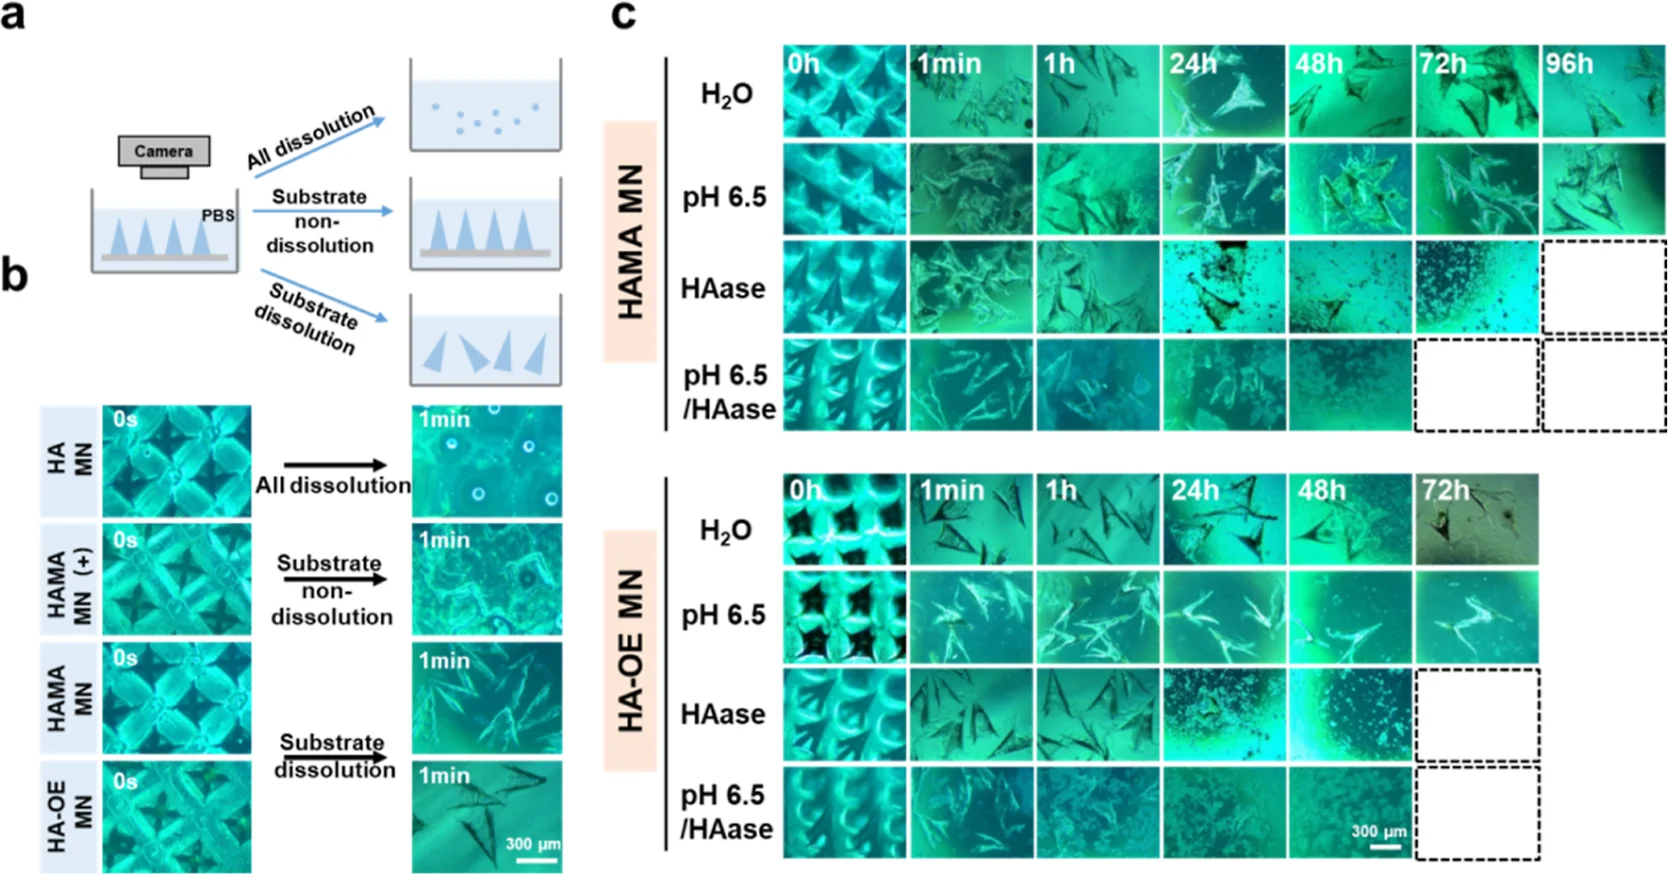 a
Camera
PBS
All dissolution
Substrate
non-
dissolution
Substrate
dissolution
b
HA
MN
0s
All dissolution
1min
HAMA
MN (+)
0s
Substrate
non-
dissolution
1min
HAMA
MN
0s
1min
Substrate
dissolution
HA-OE
MN
0s
1min
300 μm
c
HAMA MN
H₂O
0h
1min
1h
24h
48h
72h
96h
pH 6.5
HAase
pH 6.5
/HAase
HA-OE MN
H₂O
0h
1min
1h
24h
48h
72h
pH 6.5
HAase
pH 6.5
/HAase
300 μm